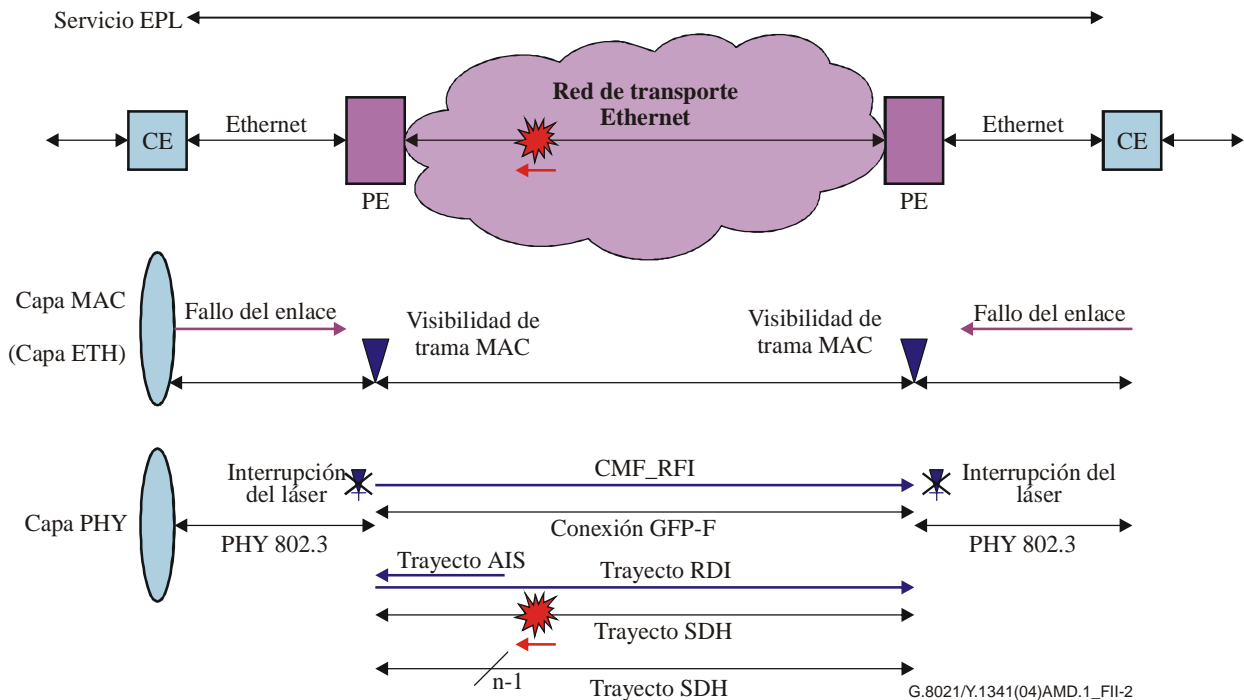 Servicio EPL
Red de transporte
Ethernet
CE
Ethernet
PE
PE
Ethernet
CE
Capa MAC
(Capa ETH)
Fallo del enlace
Visibilidad de
trama MAC
Visibilidad de
trama MAC
Fallo del enlace
Capa PHY
Interrupción
del láser
CMF_RFI
Interrupción del
láser
PHY 802.3
Conexión GFP-F
PHY 802.3
Trayecto AIS
Trayecto RDI
Trayecto SDH
n-1
Trayecto SDH
G.8021/Y.1341(04)AMD.1_FII-2